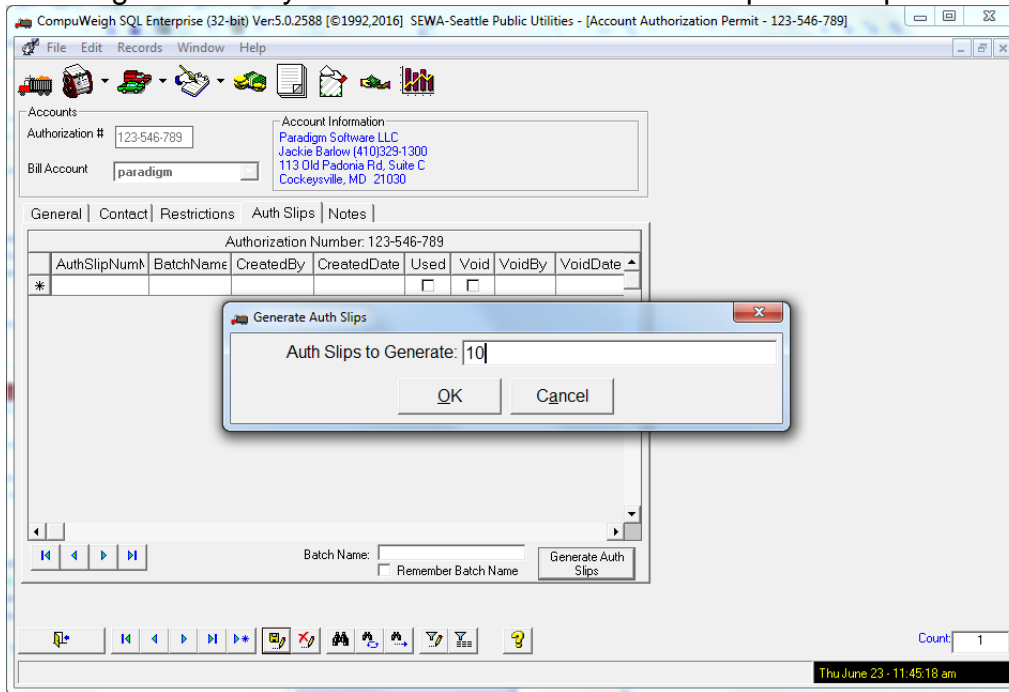 CompuWeigh SQL Enterprise (32-bit) Ver:5.0.2588 [©1992,2016] SEWA-Seattle Public Utilities - [Account Authorization Permit - 123-546-789]
File Edit Records Window Help
Accounts
Authorization # 123-546-789
Bill Account paradigm
Account Information
Paradigm Software LLC
Jackie Barlow (410)329-1300
113 Old Padonia Rd, Suite C
Cockeysville, MD 21030
General Contact Restrictions Auth Slips Notes
Authorization Number: 123-546-789
AuthSlipNumN BatchName CreatedBy CreatedDate Used Void VoidBy VoidDate
*
Generate Auth Slips
Auth Slips to Generate: 10
OK Cancel
Batch Name:
Remember Batch Name
Generate Auth
Slips
Count: 1
Thu June 23 - 11:45:18 am